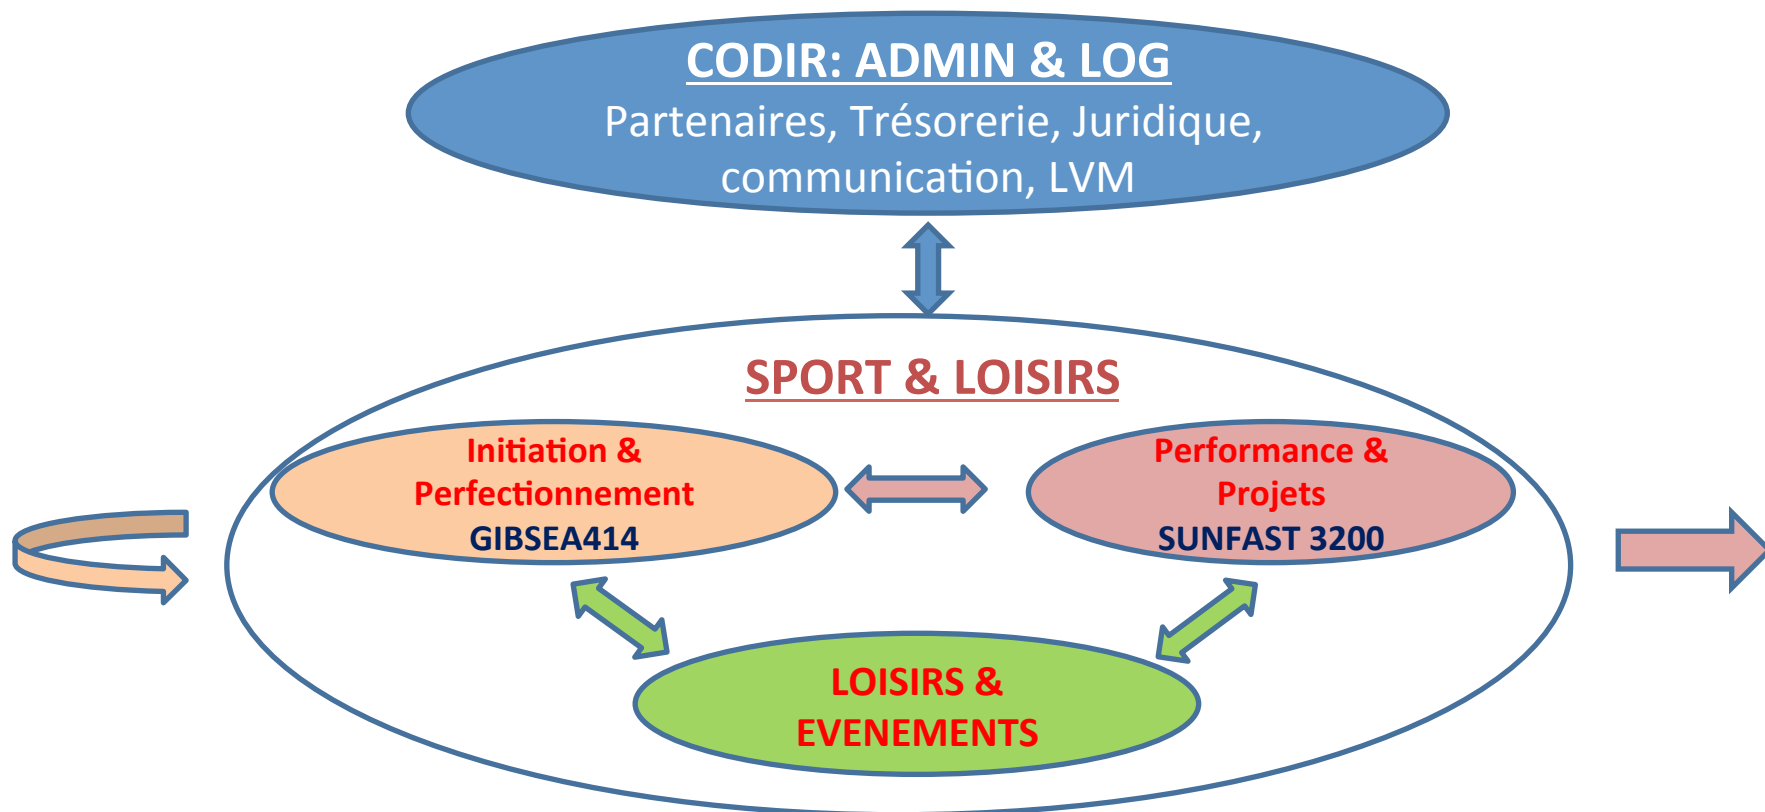 CODIR: ADMIN & LOG
Partenaires, Trésorerie, Juridique,
communication, LVM
SPORT & LOISIRS
Initiation &
Perfectionnement
GIBSEA414
Performance &
Projets
SUNFAST 3200
LOISIRS &
EVENEMENTS